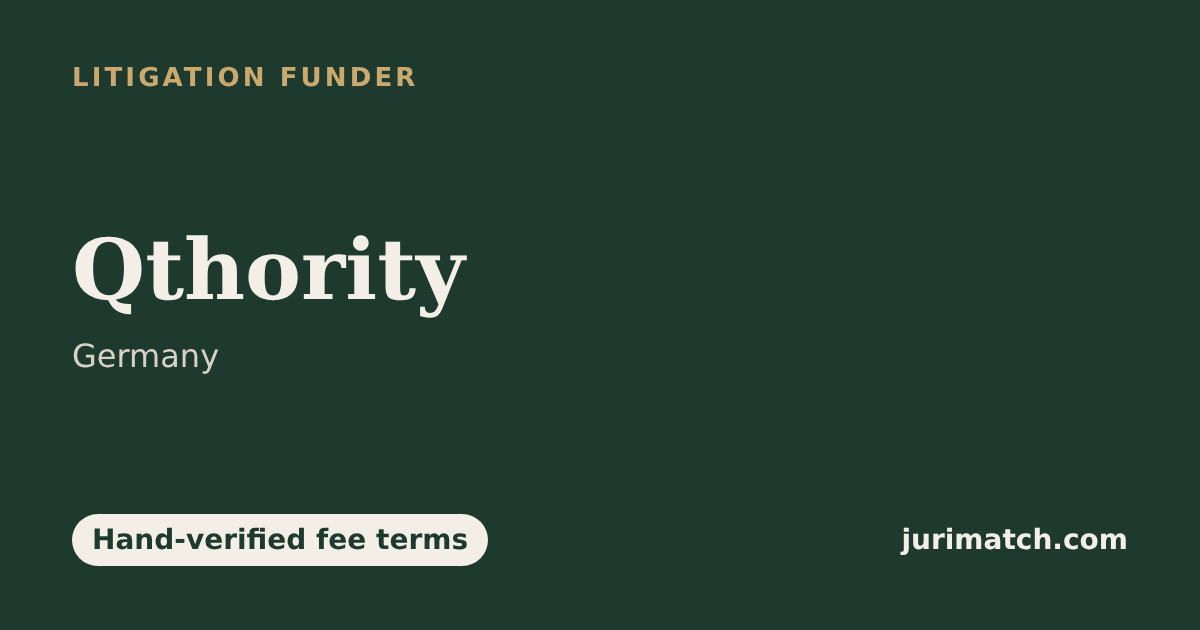 LITIGATION FUNDER
Qthority
Germany
Hand-verified fee terms
jurimatch.com